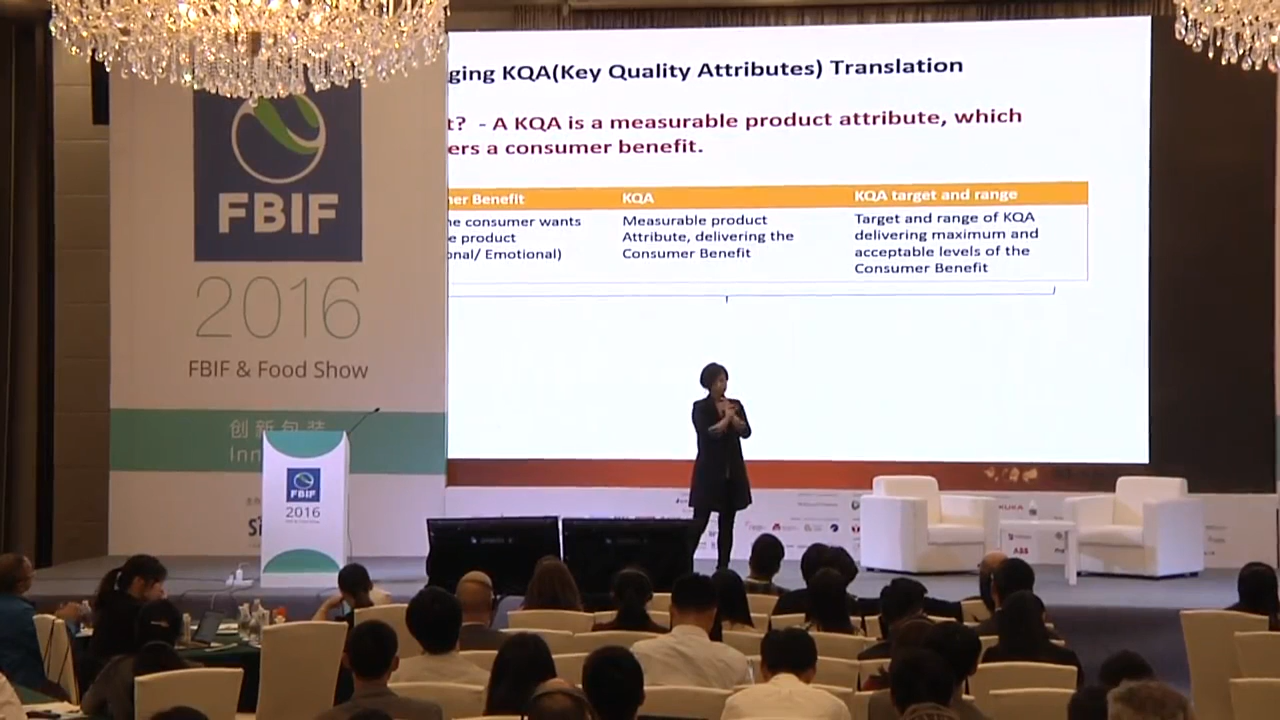 FBIF
2016
FBIF & Food Show
创新包装
Inn
FBIF
2016
ging KQA(Key Quality Attributes) Translation
t? - A KQA is a measurable product attribute, which
ers a consumer benefit.
er Benefit
KQA
KQA target and range
e consumer wants
e product
onal/ Emotional)
Measurable product
Attribute, delivering the
Consumer Benefit
Target and range of KQA
delivering maximum and
acceptable levels of the
Consumer Benefit
KUKA
ABB